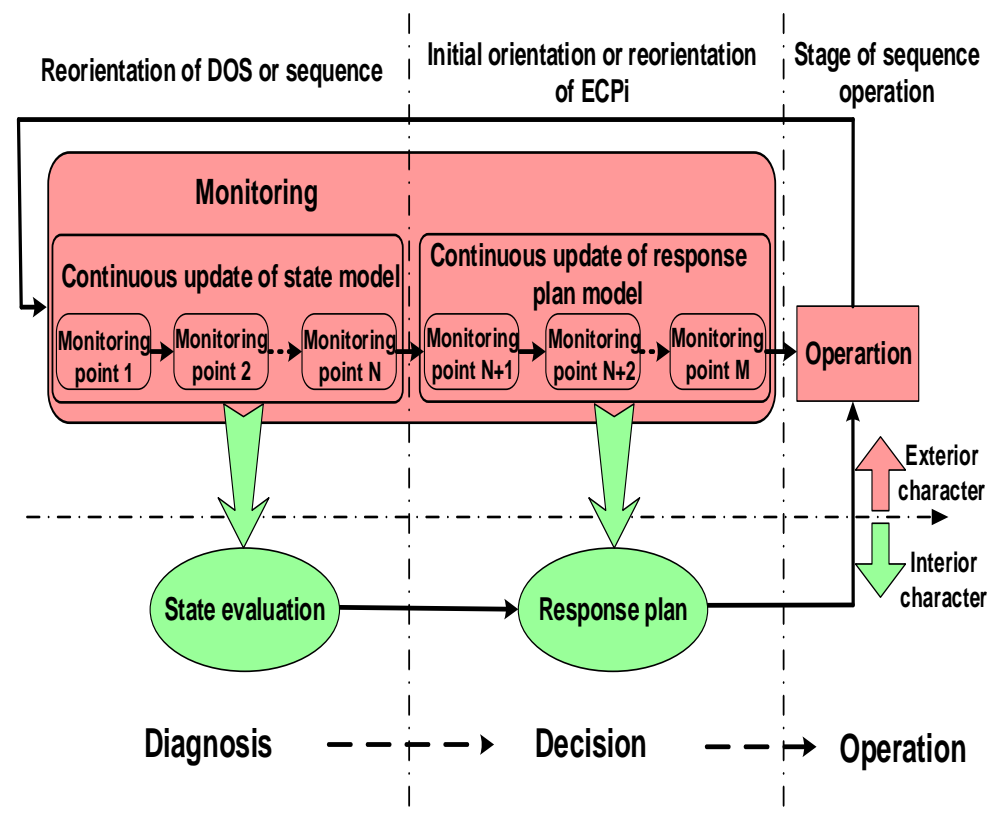 Reorientation of DOS or sequence
Initial orientation or reorientation
of ECPi
Stage of sequence
operation
Monitoring
Continuous update of state model
Monitoring
point 1
Monitoring
point 2
Monitoring
point N
Continuous update of response
plan model
Monitoring
point N+1
Monitoring
point N+2
Monitoring
point M
Operartion
Exterior
character
Interior
character
State evaluation
Response plan
Diagnosis
Decision
Operation